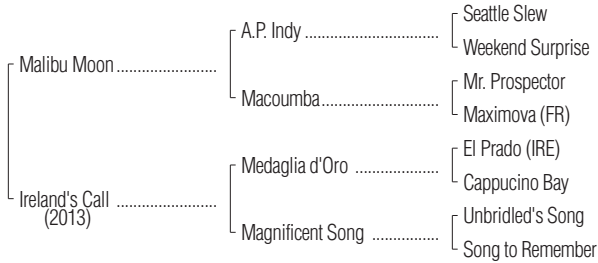 Seattle Slew
A.P. Indy ..............................
Weekend Surprise
Malibu Moon ......................
Mr. Prospector
Macoumba..........................
Maximova (FR)
El Prado (IRE)
Medaglia d'Oro ..................
Cappucino Bay
Ireland's Call ......................
(2013)
Unbridled's Song
Magnificent Song ...............
Song to Remember